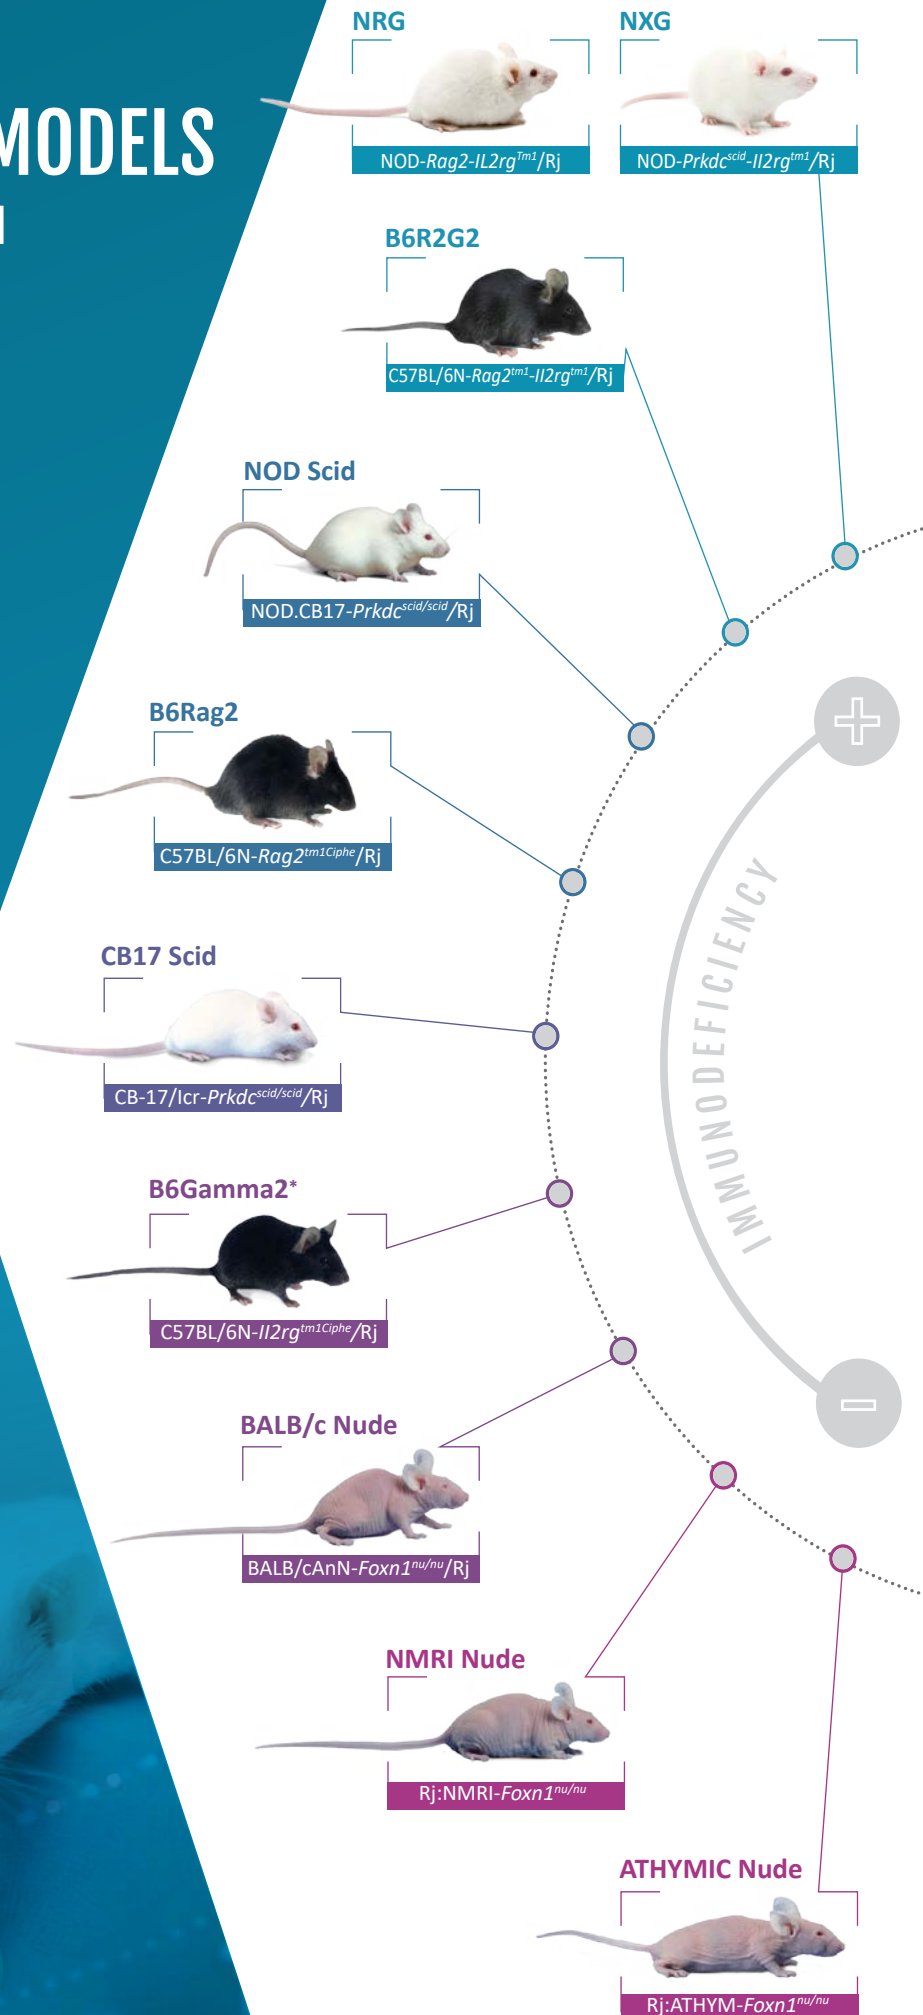 NRG
NXG
NOD-Rag2-IL2rgTm1/Rj
NOD-Prkdcscid-Il2rgtm1/Rj
MODELS
B6R2G2
C57BL/6N-Rag2tm1-Il2rgtm1/Rj
NOD Scid
NOD.CB17-Prkdcscid/scid/Rj
B6Rag2
C57BL/6N-Rag2tm1Ciphe/Rj
IMMUNODEFICIENCY
CB17 Scid
CB-17/Icr-Prkdcscid/scid/Rj
B6Gamma2*
C57BL/6N-Il2rgtm1Ciphe/Rj
BALB/c Nude
BALB/cAnN-Foxn1nu/nu/Rj
NMRI Nude
Rj:NMRI-Foxn1nu/nu
ATHYMIC Nude
Rj:ATHYM-Foxn1nu/nu